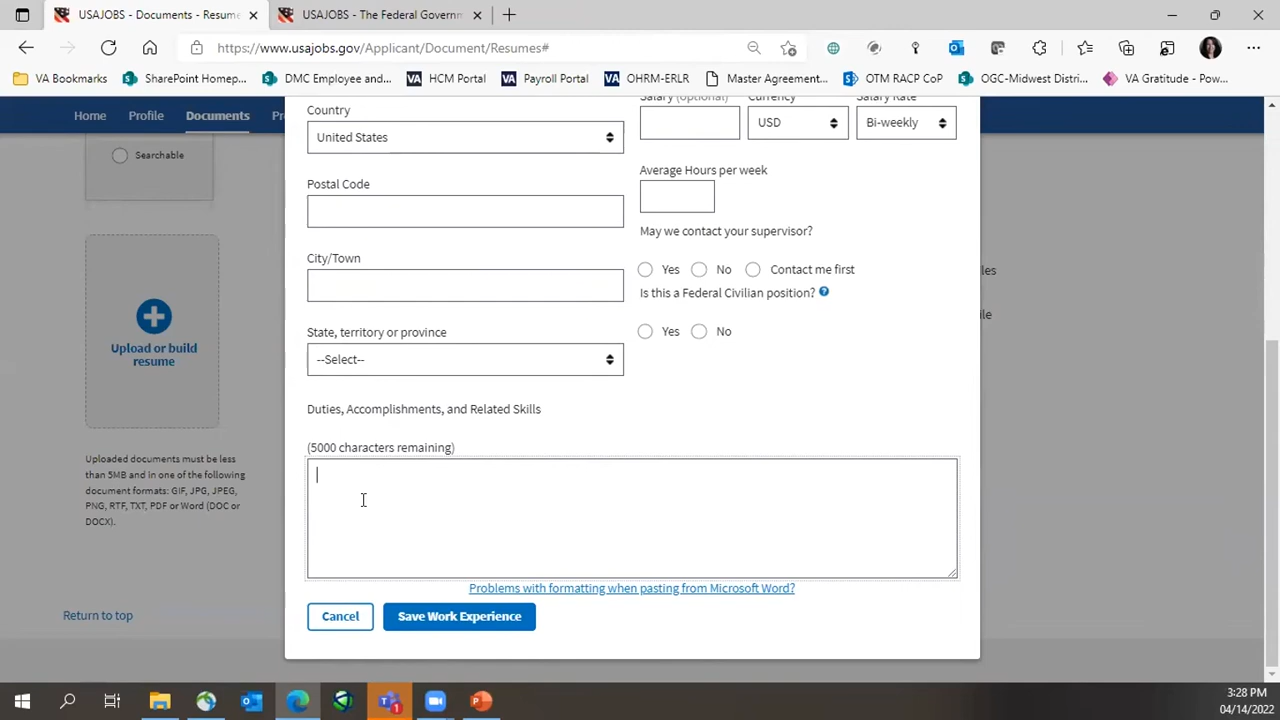 USAJOBS - Documents - Resume
USAJOBS - The Federal Governm
https://www.usajobs.gov/Applicant/Document/Resumes#
VA Bookmarks
SharePoint Homep...
DMC Employee and...
VA HCM Portal
VA Payroll Portal
VA OHRM-ERLR
Master Agreement...
OTM RACP CoP
OGC-Midwest Distri...
VA Gratitude - Pow...
Home
Profile
Documents
Country
Salary (optional)
Currency
Salary Rate
United States
USD
Bi-weekly
Searchable
Average Hours per week
Postal Code
May we contact your supervisor?
City/Town
Yes
No
Contact me first
Is this a Federal Civilian position? ?
State, territory or province
Yes
No
--Select--
Upload or build
resume
Duties, Accomplishments, and Related Skills
(5000 characters remaining)
Uploaded documents must be less
than 5MB and in one of the following
document formats: GIF, JPG, JPEG,
PNG, RTF, TXT, PDF or Word (DOC or
DOCX).
Problems with formatting when pasting from Microsoft Word?
Return to top
Cancel
Save Work Experience
3:28 PM
04/14/2022